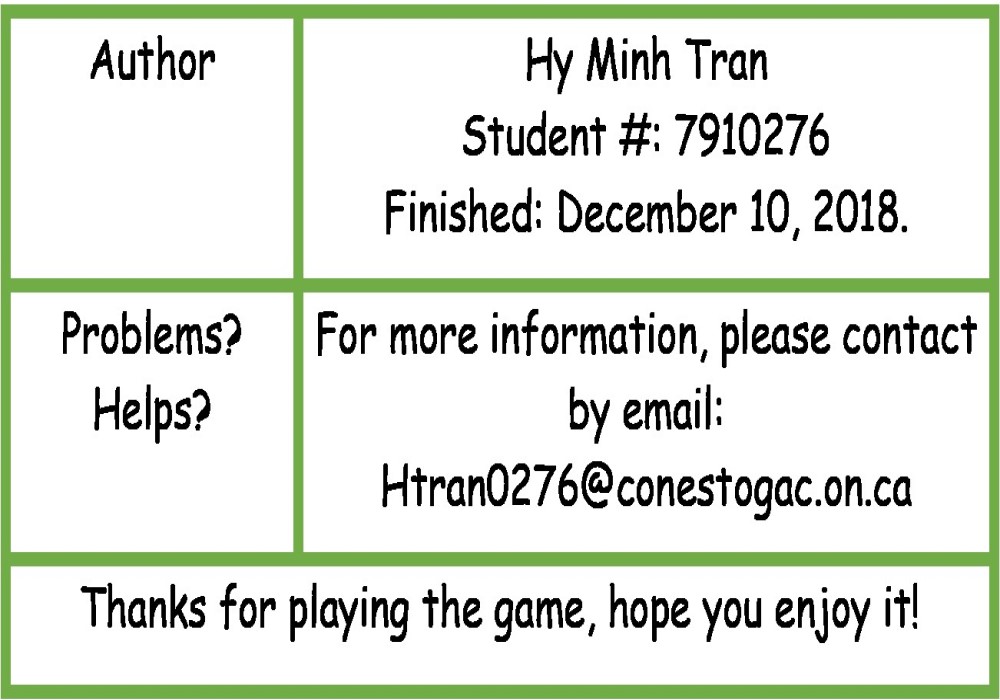 Author
Hy Minh Tran
Student #: 7910276
Finished: December 10, 2018.
Problems?
Helps?
For more information, please contact
by email:
Htran0276@conestogac.on.ca
Thanks for playing the game, hope you enjoy it!